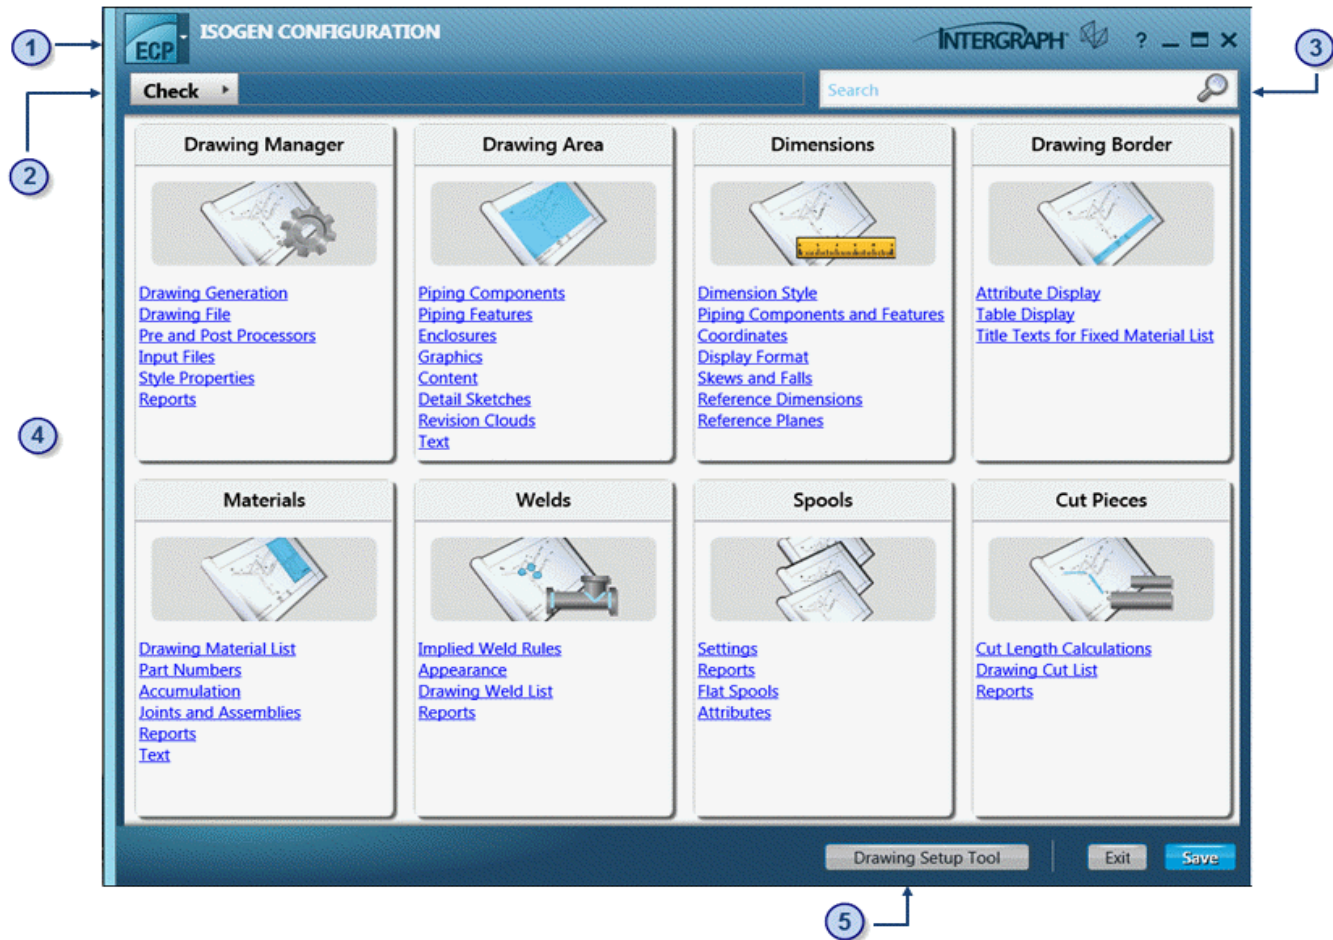 ISOGEN CONFIGURATION
ECP
INTERGRAPH
?
1
2
3
4
5
Check
Search
Drawing Manager
Drawing Generation
Drawing File
Pre and Post Processors
Input Files
Style Properties
Reports
Drawing Area
Piping Components
Piping Features
Enclosures
Graphics
Content
Detail Sketches
Revision Clouds
Text
Dimensions
Dimension Style
Piping Components and Features
Coordinates
Display Format
Skews and Falls
Reference Dimensions
Reference Planes
Drawing Border
Attribute Display
Table Display
Title Texts for Fixed Material List
Materials
Drawing Material List
Part Numbers
Accumulation
Joints and Assemblies
Reports
Text
Welds
Implied Weld Rules
Appearance
Drawing Weld List
Reports
Spools
Settings
Reports
Flat Spools
Attributes
Cut Pieces
Cut Length Calculations
Drawing Cut List
Reports
Drawing Setup Tool
Exit
Save